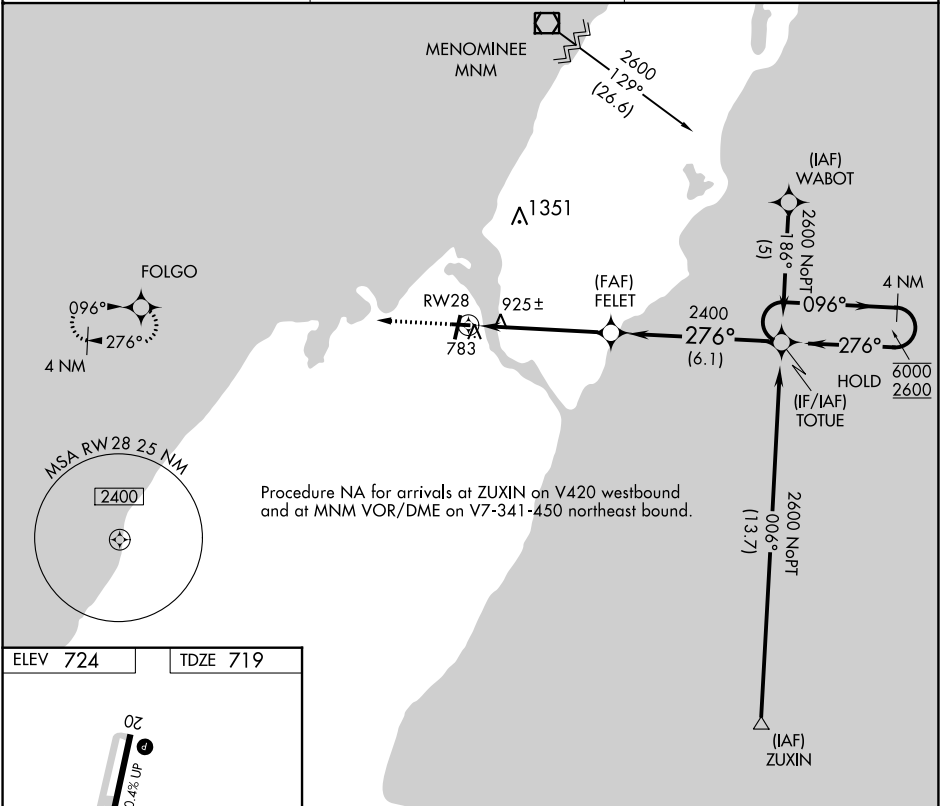 MENOMINEE
MNM
2600
129°
(26.6)
(IAF)
WABOT
1351
2600 NoPT
186°
(5)
FOLGO
096°
276°
4 NM
RW28
925±
783
(FAF)
FELET
2400
276°
(6.1)
096°
4 NM
276°
HOLD
6000
2600
(IF/IAF)
TOTUE
MSA RW28 25 NM
2400
Procedure NA for arrivals at ZUXIN on V420 westbound
and at MNM VOR/DME on V7-341-450 northeast bound.
2600 NoPT
006°
(13.7)
(IAF)
ZUXIN
ELEV 724
TDZE 719
20
P
0.4% UP